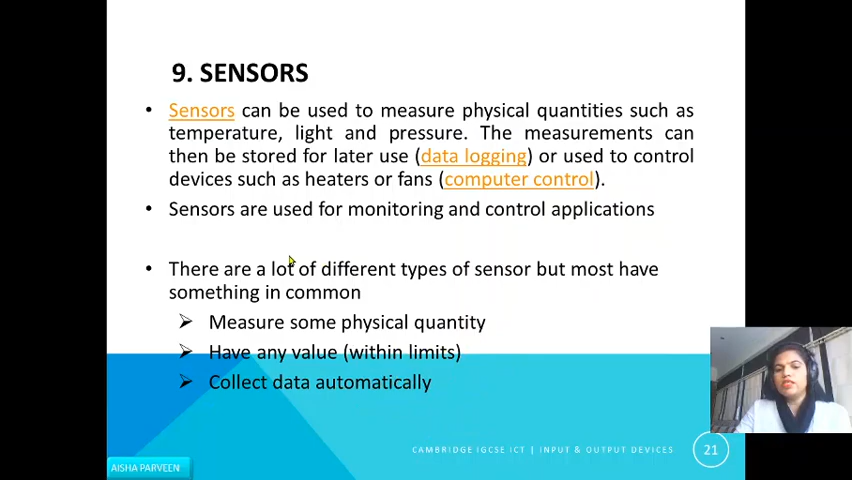 9. SENSORS
• Sensors can be used to measure physical quantities such as
temperature, light and pressure. The measurements can
then be stored for later use (data logging) or used to control
devices such as heaters or fans (computer control).
• Sensors are used for monitoring and control applications
• There are a lot of different types of sensor but most have
something in common
➢ Measure some physical quantity
➢ Have any value (within limits)
➢ Collect data automatically
CAMBRIDGE IGCSE ICT | INPUT & OUTPUT DEVICES
21
AISHA PARVEEN